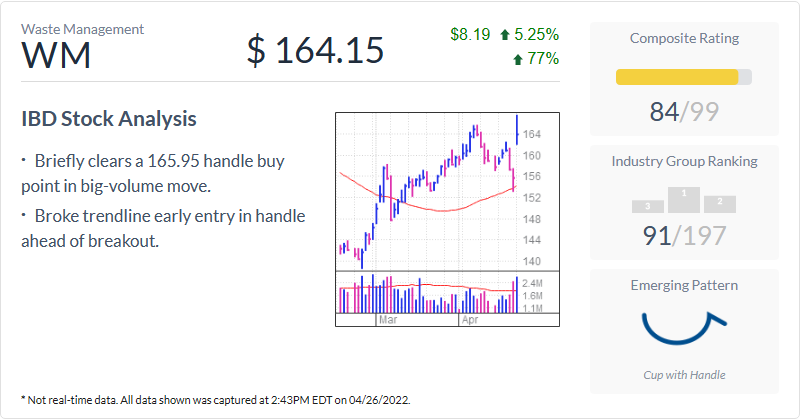 Waste Management
WM
$ 164.15
$8.19 5.25%
77%
IBD Stock Analysis
· Briefly clears a 165.95 handle buy
point in big-volume move.
· Broke trendline early entry in handle
ahead of breakout.
164
160
156
152
148
144
140
2.4M
1.6M
1.1M
Mar Apr
* Not real-time data. All data shown was captured at 2:43PM EDT on 04/26/2022.
Composite Rating
84/99
Industry Group Ranking
3 1 2
91/197
Emerging Pattern
Cup with Handle